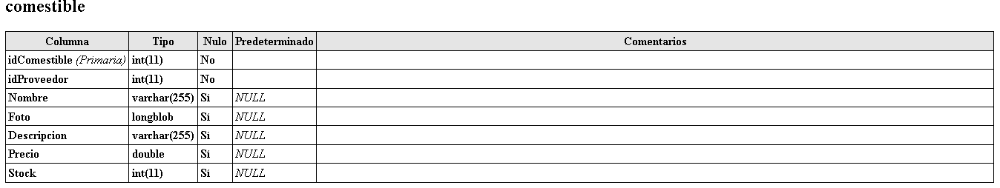 comestible
Columna Tipo Nulo Predeterminado Comentarios
idComestible (Primaria) int(11) No
idProveedor int(11) No
Nombre varchar(255) Sí NULL
Foto longblob Sí NULL
Descripcion varchar(255) Sí NULL
Precio double Sí NULL
Stock int(11) Sí NULL